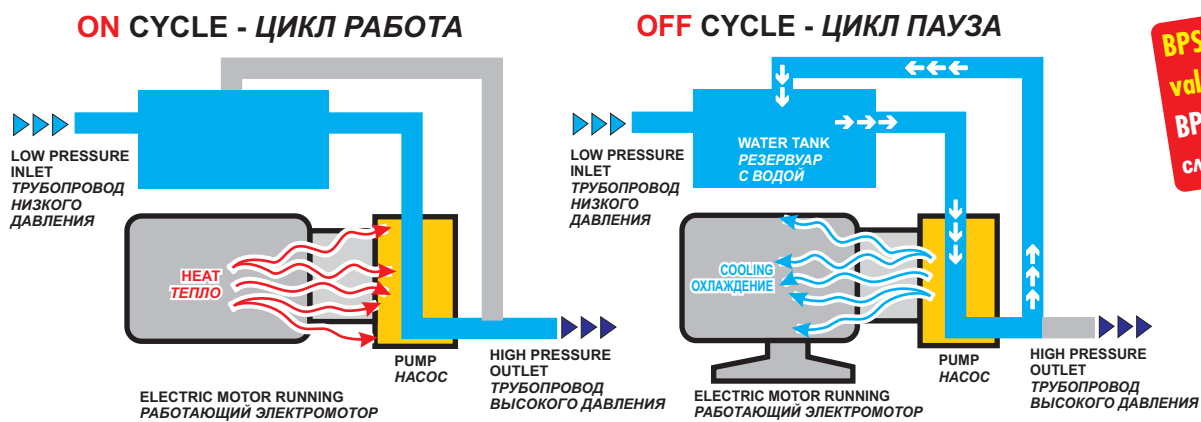 ON CYCLE - ЦИКЛ РАБОТА
LOW PRESSURE
INLET
ТРУБОПРОВОД
НИЗКОГО
ДАВЛЕНИЯ
HEAT
ТЕПЛО
PUMP
НАСОС
HIGH PRESSURE
OUTLET
ТРУБОПРОВОД
ВЫСОКОГО ДАВЛЕНИЯ
ELECTRIC MOTOR RUNNING
РАБОТАЮЩИЙ ЭЛЕКТРОМОТОР
OFF CYCLE - ЦИКЛ ПАУЗА
LOW PRESSURE
INLET
ТРУБОПРОВОД
НИЗКОГО
ДАВЛЕНИЯ
WATER TANK
РЕЗЕРВУАР
С ВОДОЙ
COOLING
ОХЛАЖДЕНИЕ
PUMP
НАСОС
HIGH PRESSURE
OUTLET
ТРУБОПРОВОД
ВЫСОКОГО ДАВЛЕНИЯ
ELECTRIC MOTOR RUNNING
РАБОТАЮЩИЙ ЭЛЕКТРОМОТОР
BPS